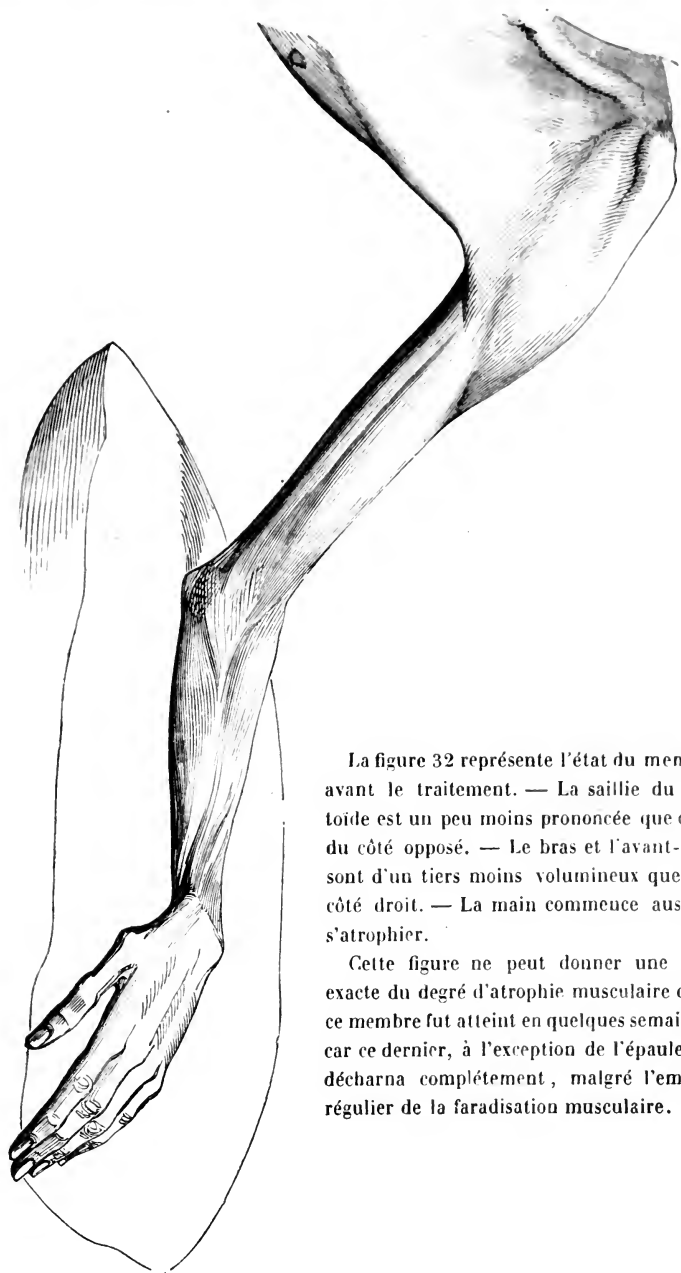 La figure 32 représente l'état du mem
avant le traitement. — La saillie du
toïde est un peu moins prononcée que c
du côté opposé. — Le bras et l'avant-
sont d'un tiers moins volumineux que
côté droit. — La main commence aus
s'atrophier.
Cette figure ne peut donner une
exacte du degré d'atrophie musculaire d
ce membre fut atteint en quelques semai
car ce dernier, à l'exception de l'épaule
décharna complétement, malgré l'em
régulier de la faradisation musculaire.